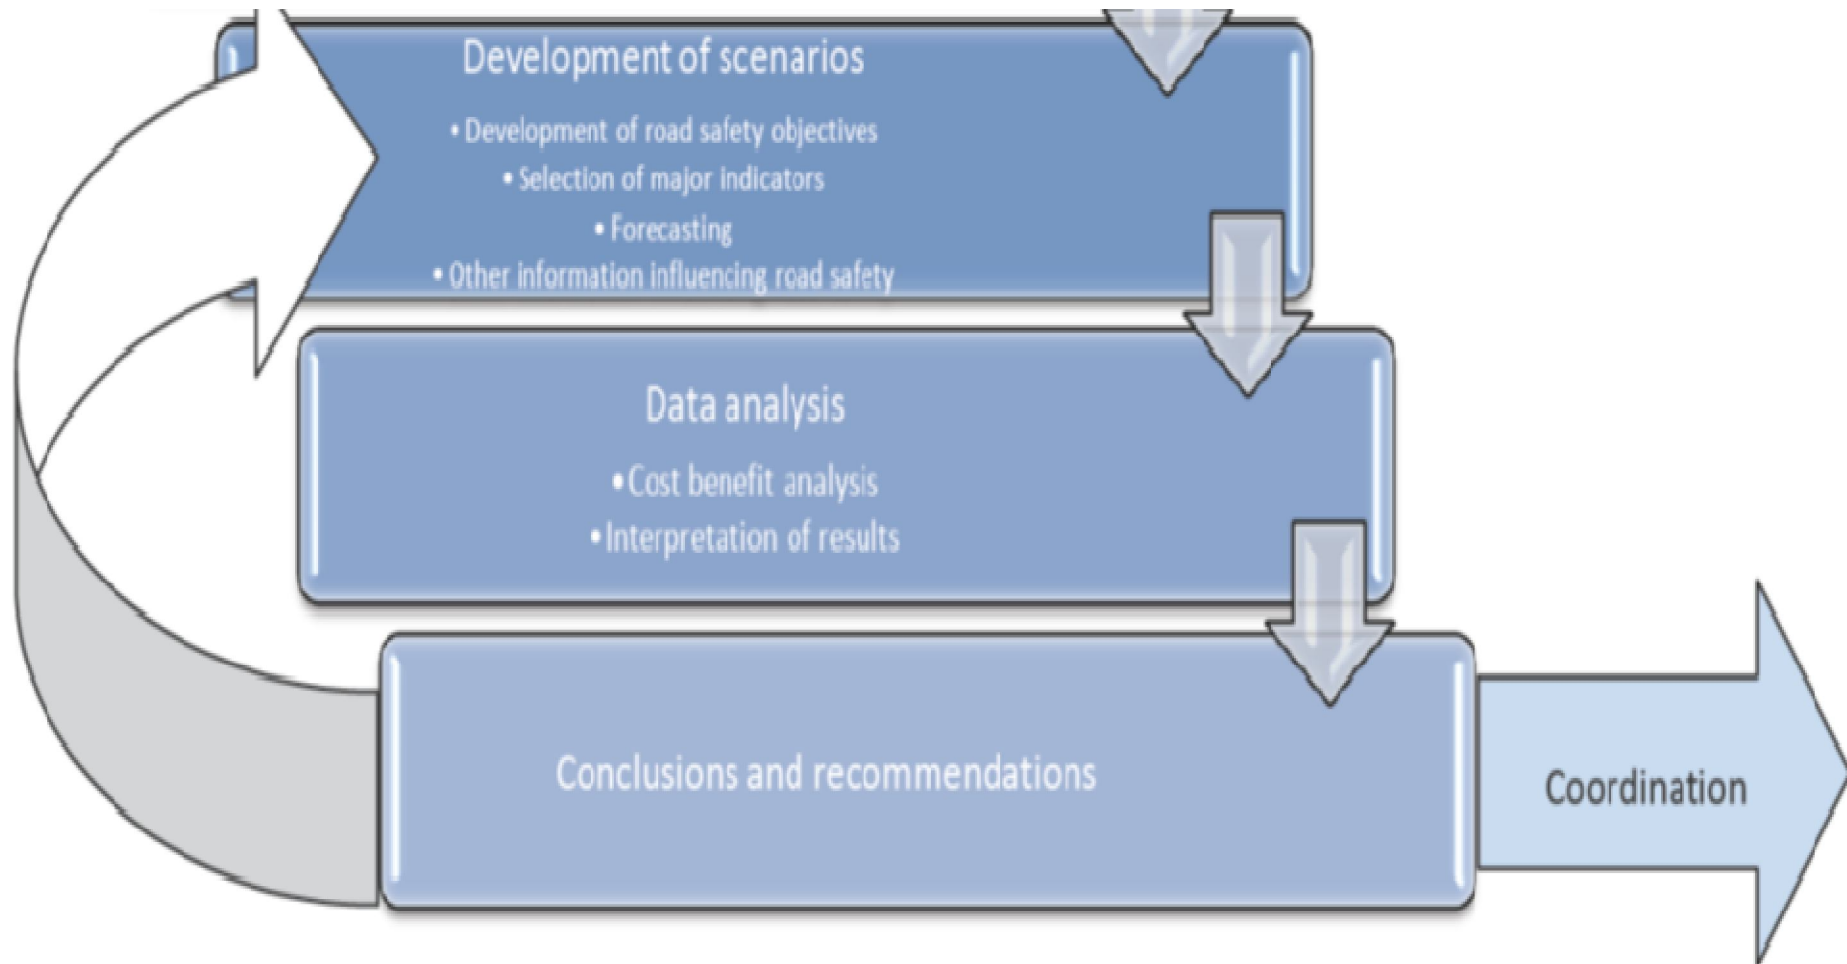 Development of scenarios
• Development of road safety objectives
• Selection of major indicators
• Forecasting
• Other information influencing road safety
Data analysis
• Cost benefit analysis
• Interpretation of results
Conclusions and recommendations
Coordination